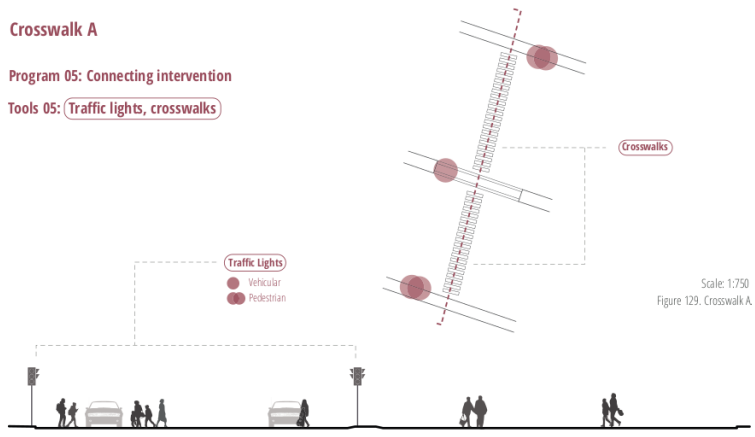 Crosswalk A
Program 05: Connecting intervention
Tools 05: Traffic lights, crosswalks
Crosswalks
Traffic Lights
Vehicular
Pedestrian
Scale: 1:750
Figure 129. Crosswalk A.